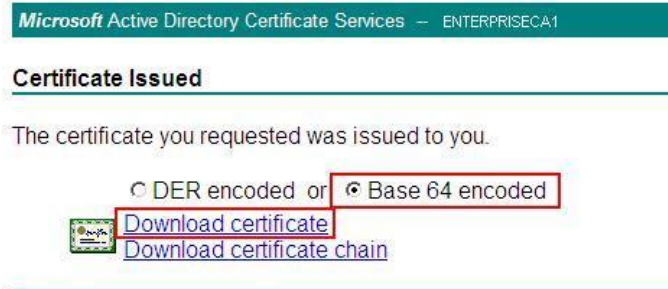 Microsoft Active Directory Certificate Services -- ENTERPRISECA1
Certificate Issued
The certificate you requested was issued to you.
DER encoded or Base 64 encoded
Download certificate
Download certificate chain